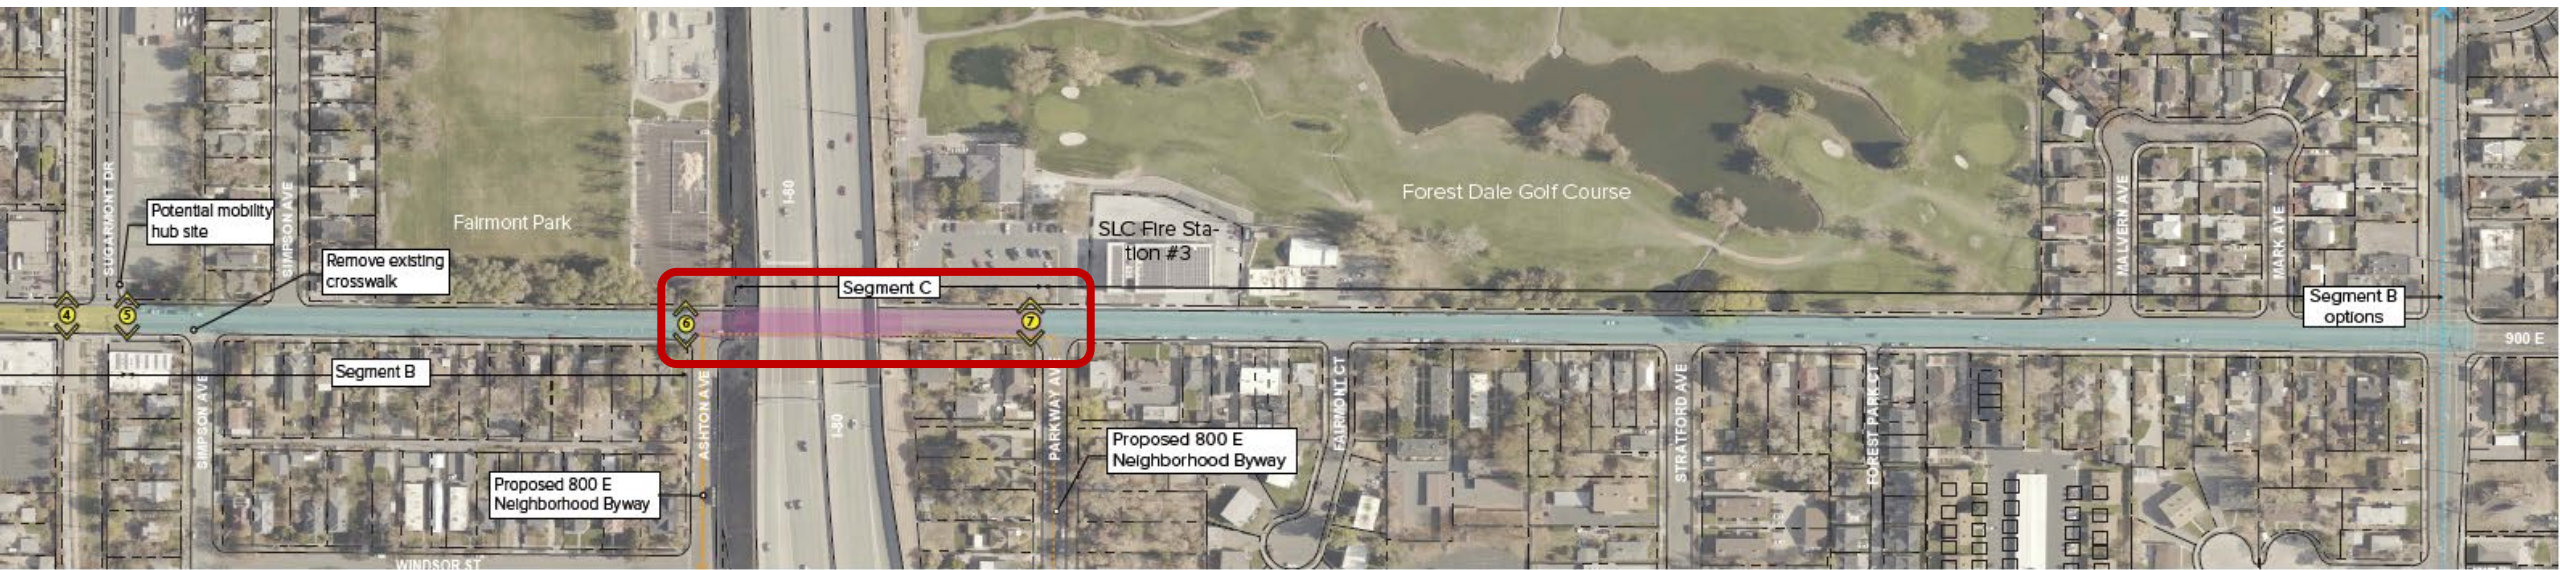 SUGARMONT DR
Potential mobility
hub site
SIMPSON AVE
Remove existing
crosswalk
Fairmont Park
I-80
Forest Dale Golf Course
SLC Fire Sta-
tion #3
MALVERN AVE
MARK AVE
Segment C
Segment B
options
4
5
6
7
900 E
Segment B
SIMPSON AVE
ASHTON AVE
I-80
PARKWAY AVE
FAIRMONT CT
STRATFORD AVE
FOREST PARK CT
Proposed 800 E
Neighborhood Byway
Proposed 800 E
Neighborhood Byway
WINDSOR ST